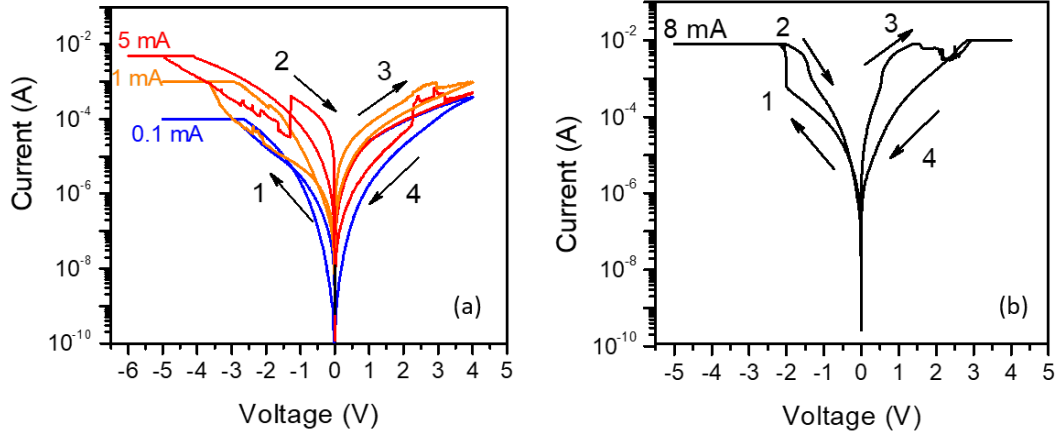 10⁻²
10⁻⁴
10⁻⁶
10⁻⁸
10⁻¹⁰
Current (A)
5 mA
1 mA
0.1 mA
1
2
3
4
(a)
-6 -5 -4 -3 -2 -1 0 1 2 3 4 5
Voltage (V)
10⁻²
10⁻⁴
10⁻⁶
10⁻⁸
10⁻¹⁰
Current (A)
8 mA
1
2
3
4
(b)
-5 -4 -3 -2 -1 0 1 2 3 4 5
Voltage (V)